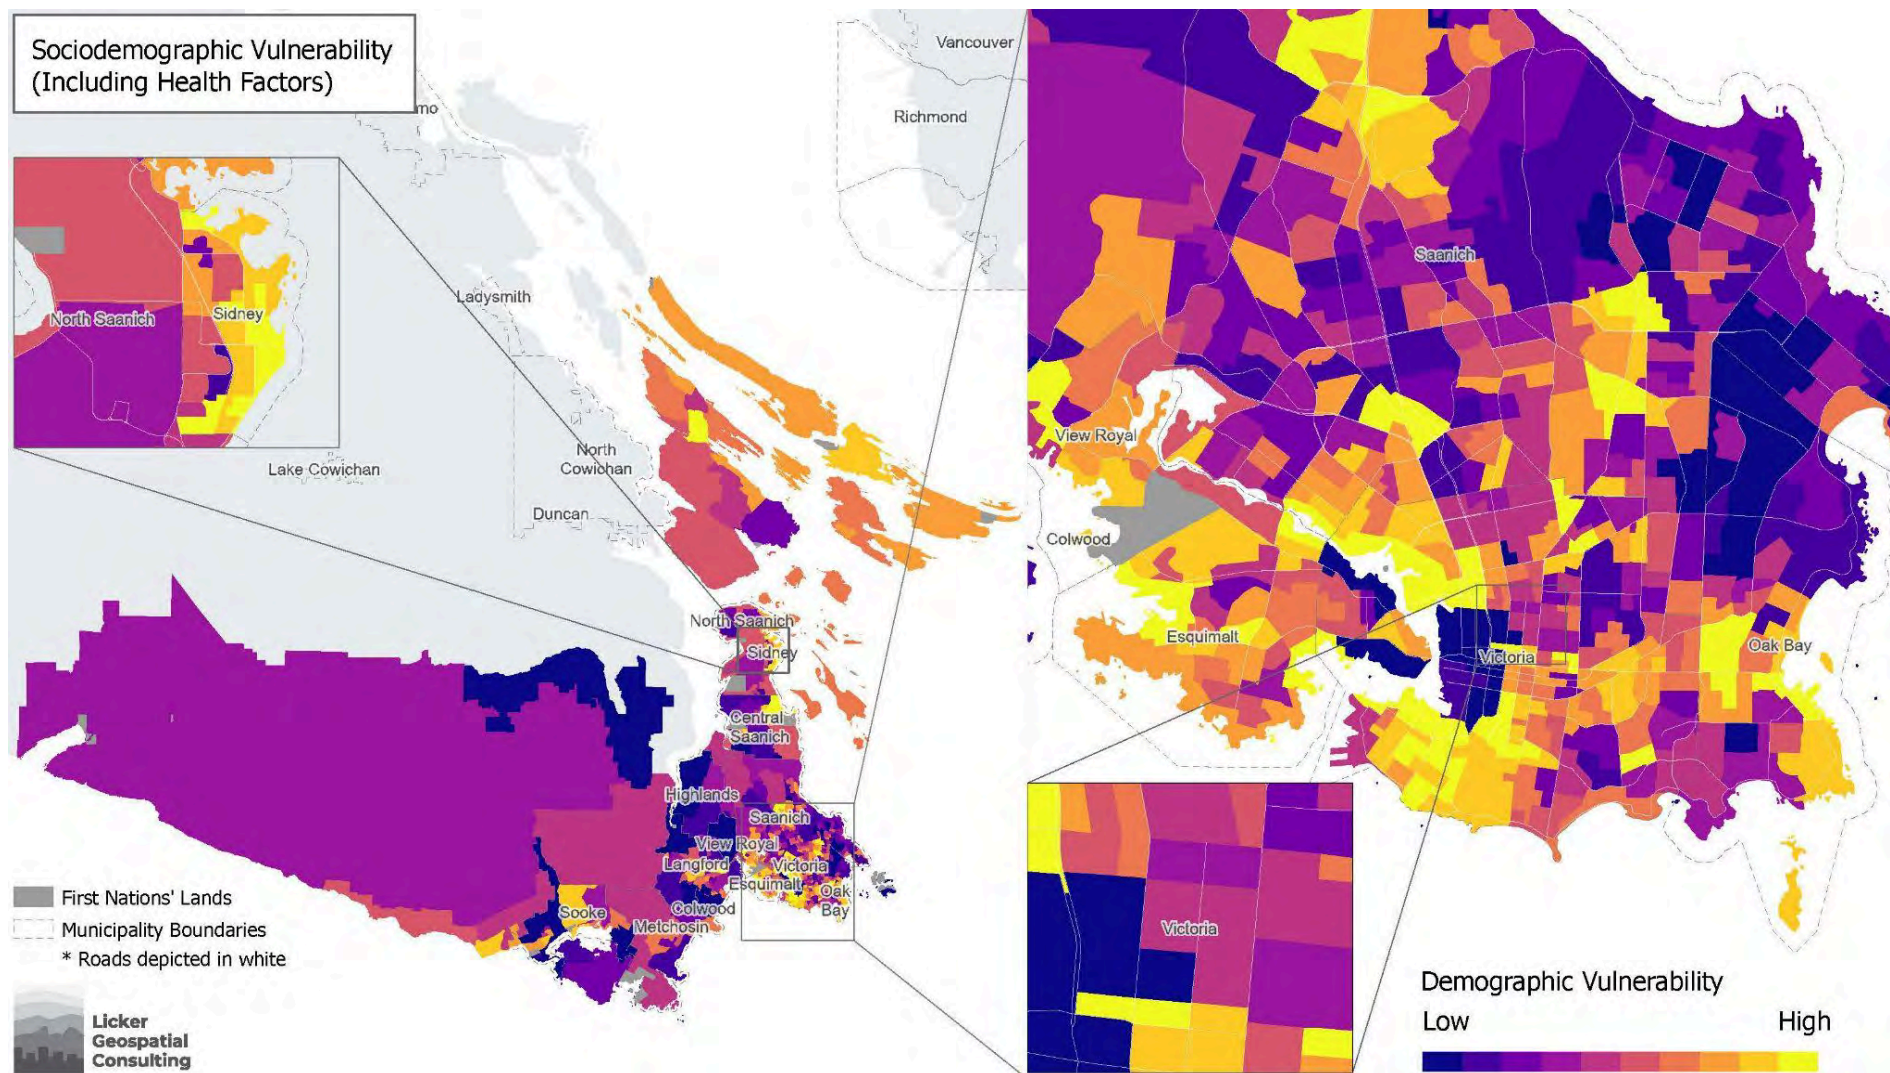 Sociodemographic Vulnerability
(Including Health Factors)
mo
Vancouver
Richmond
North Saanich
Sidney
Ladysmith
Lake Cowichan
North
Cowichan
Duncan
North Saanich
Sidney
Central
Saanich
Highlands
Saanich
View Royal
Langford
Victoria
Esquimalt
Oak
Bay
Colwood
Sooke
Metchosin
Saanich
View Royal
Colwood
Esquimalt
Victoria
Oak Bay
Victoria
First Nations' Lands
Municipality Boundaries
* Roads depicted in white
Licker
Geospatial
Consulting
Demographic Vulnerability
Low High